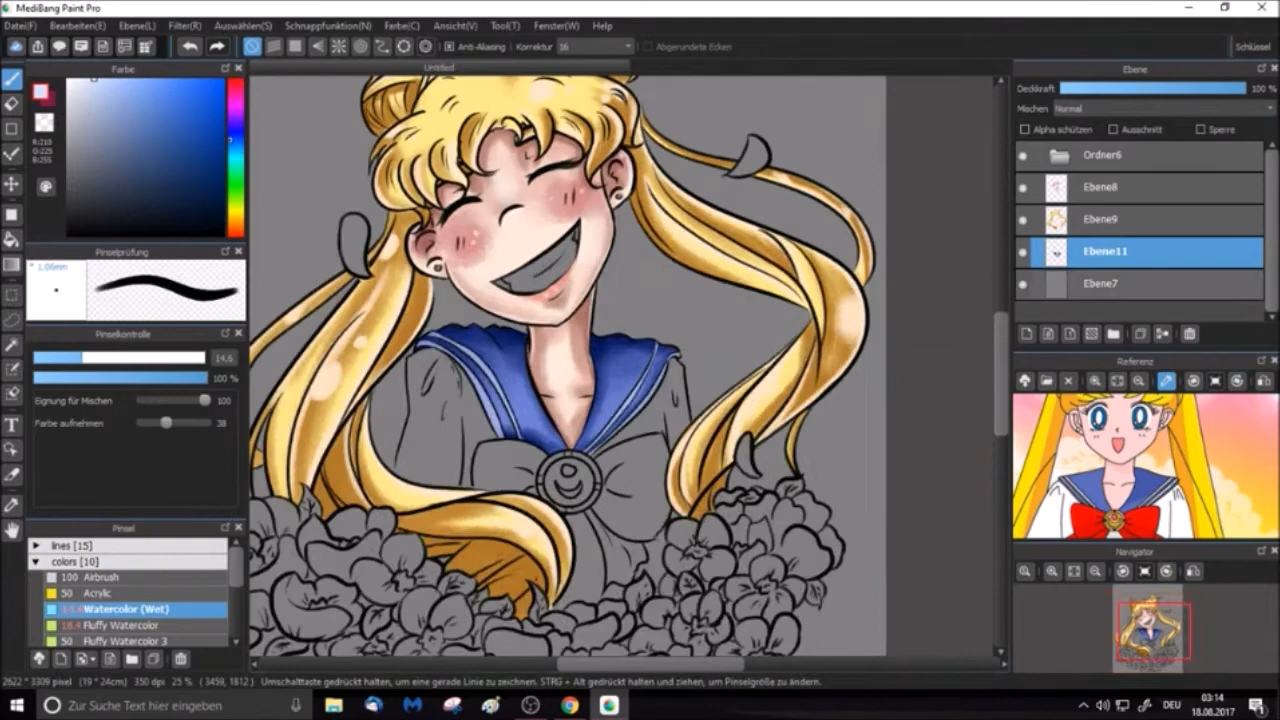 MediBang Paint Pro
Datei(F) Bearbeiten(E) Ebene(L) Filter(R) Auswählen(S) Schnappfunktion(N) Farbe(C) Ansicht(V) Tool(T) Fenster(W) Help
Anti-Aliasing Korrektur 16 Abgerundete Ecken Schlüssel
Farbe
Untitled
Ebene
Deckkraft 100 %
Mischen Normal
Alpha schützen Ausschnitt Sperre
R:210
G:225
B:255
Ordner6
Ebene8
Ebene9
Ebene11
Ebene7
Pinselprüfung
1.06mm
Pinselkontrolle
14.6
100 %
Eignung für Mischen 100
Farbe aufnehmen 38
Referenz
Pinsel
lines [15]
colors [10]
100 Airbrush
50 Acrylic
Watercolor (Wet)
18.4 Fluffy Watercolor
50 Fluffy Watercolor 3
Navigator
2622 * 3309 pixel (19 * 24cm) 350 dpi 25 % ( 3459, 1812 ) Umschalttaste gedrückt halten, um eine gerade Linie zu zeichnen. STRG + Alt gedrückt halten und ziehen, um Pinselgröße zu ändern.
Zur Suche Text hier eingeben
DEU
03:14
18.08.2017